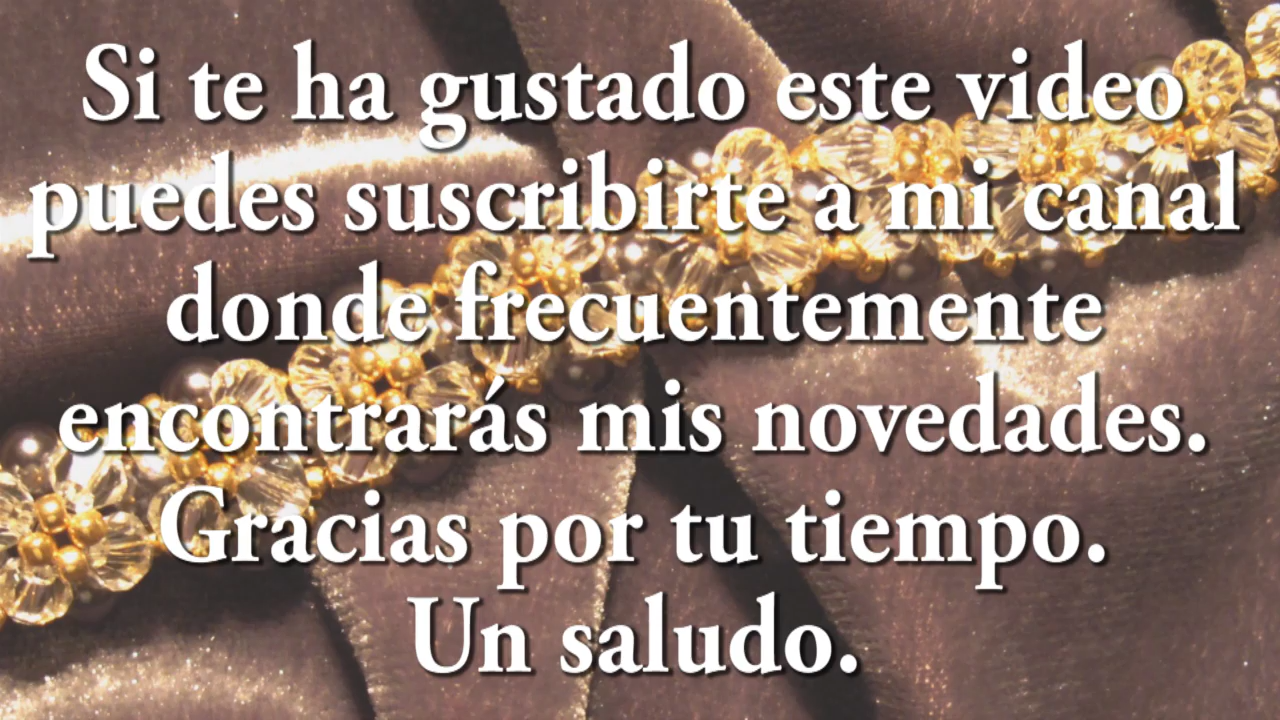 Si te ha gustado este video
puedes suscribirte a mi canal
donde frecuentemente
encontrarás mis novedades.
Gracias por tu tiempo.
Un saludo.